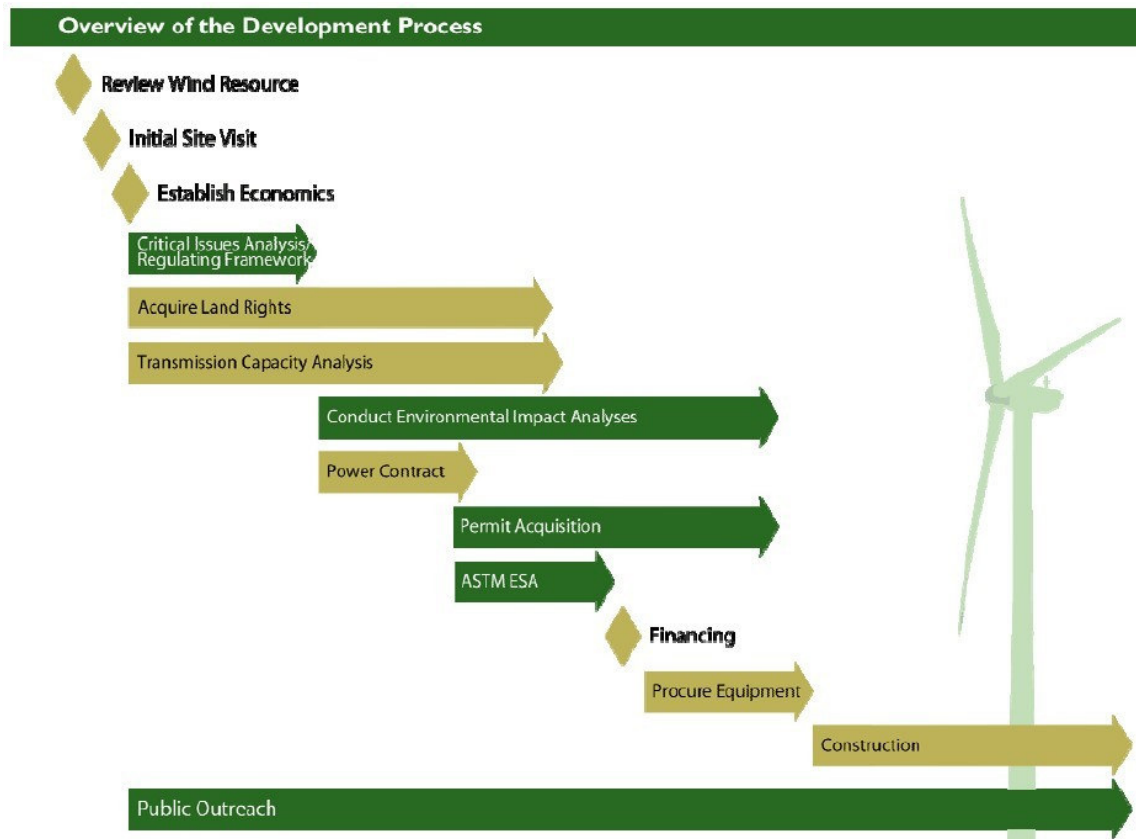 Overview of the Development Process
Review Wind Resource
Initial Site Visit
Establish Economics
Critical Issues Analysis/
Regulating Framework
Acquire Land Rights
Transmission Capacity Analysis
Conduct Environmental Impact Analyses
Power Contract
Permit Acquisition
ASTM ESA
Financing
Procure Equipment
Construction
Public Outreach